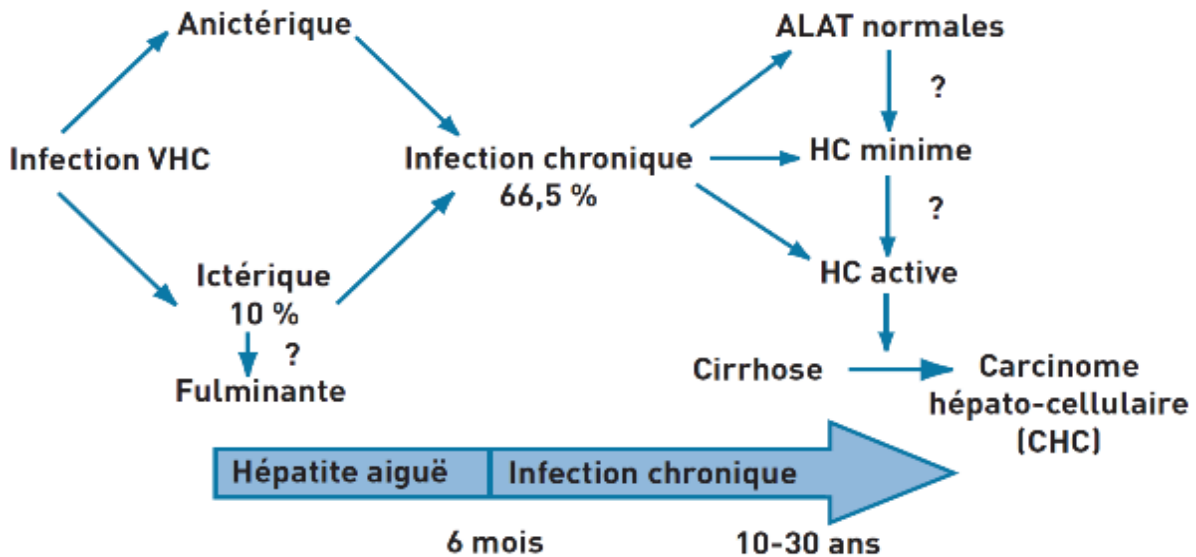 Anictérique
ALAT normales
?
Infection VHC
Infection chronique
66,5 %
HC minime
?
Ictérique
10 %
HC active
?
Fulminante
Cirrhose
Carcinome
hépato-cellulaire
(CHC)
Hépatite aiguë
Infection chronique
6 mois
10-30 ans